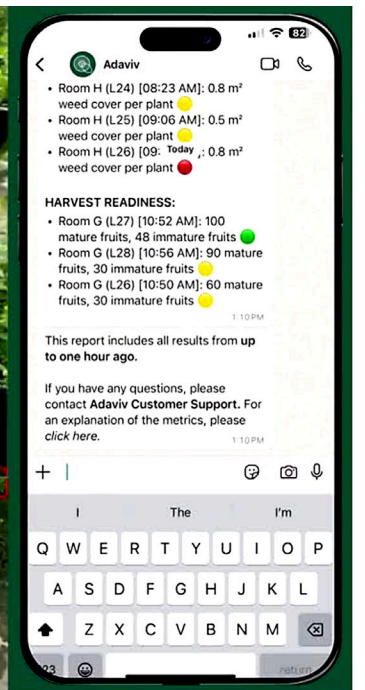 82
Adaviv
• Room H (L24) [08:23 AM]: 0.8 m²
weed cover per plant
• Room H (L25) [09:06 AM]: 0.5 m²
weed cover per plant
• Room H (L26) [09: Today : 0.8 m²
weed cover per plant
HARVEST READINESS:
• Room G (L27) [10:52 AM]: 100
mature fruits, 48 immature fruits
• Room G (L28) [10:56 AM]: 90 mature
fruits, 30 immature fruits
• Room G (L26) [10:50 AM]: 60 mature
fruits, 30 immature fruits
1:10 PM
This report includes all results from up
to one hour ago.
If you have any questions, please
contact Adaviv Customer Support. For
an explanation of the metrics, please
click here.
1:10 PM
I The I'm
Q W E R T Y U I O P
A S D F G H J K L
Z X C V B N M
23 return